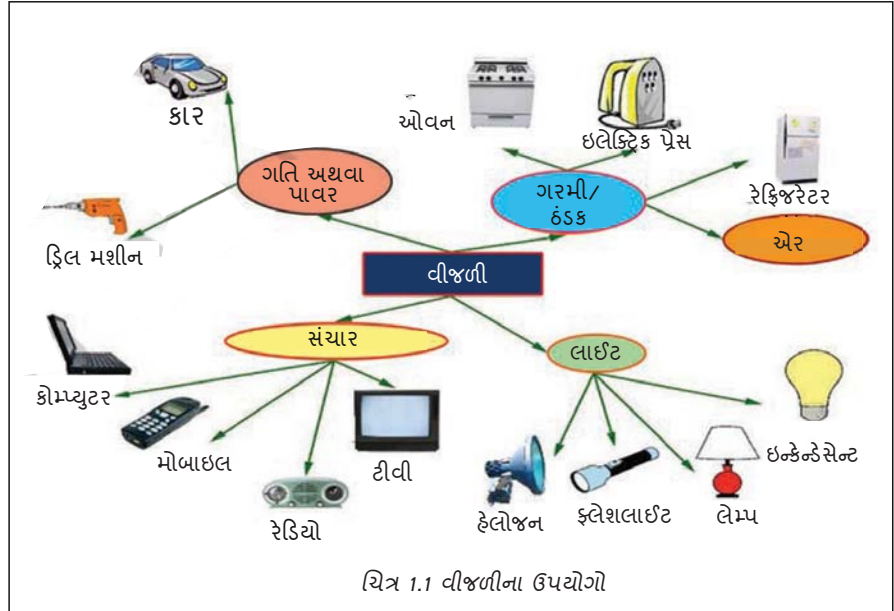 કાર
ઓવન
ઇલેક્ટ્રિક પ્રેસ
ગતિ અથવા
પાવર
ગરમી/
ઠંડક
રેફ્રિજરેટર
ડ્રિલ મશીન
એર
વીજળી
સંચાર
લાઈટ
કોમ્પ્યુટર
મોબાઇલ
ટીવી
રેડિયો
હેલોજન
ફ્લેશલાઈટ
લેમ્પ
ઇન્કેન્ડેસેન્ટ
ચિત્ર 1.1 વીજળીના ઉપયોગો